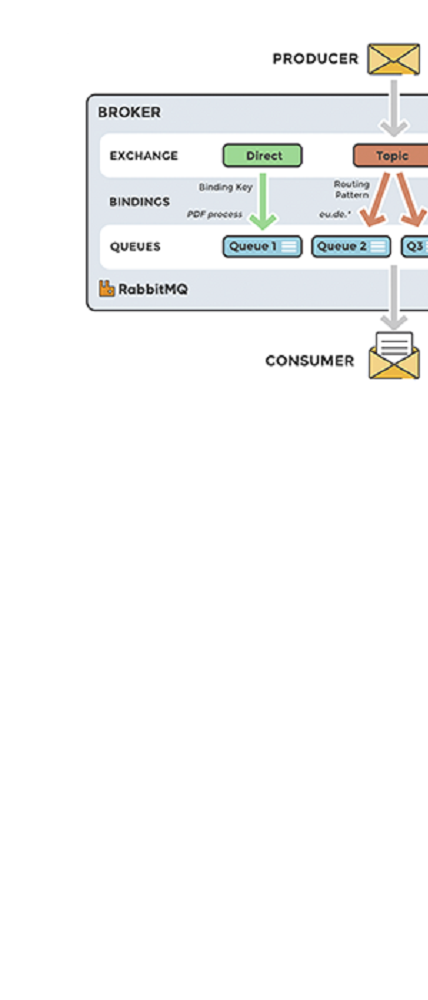 PRODUCER
BROKER
EXCHANGE
Direct
Topic
BINDINGS
Binding Key
PDF process
Routing
Pattern
eu.de.*
QUEUES
Queue 1
Queue 2
Q3
RabbitMQ
CONSUMER